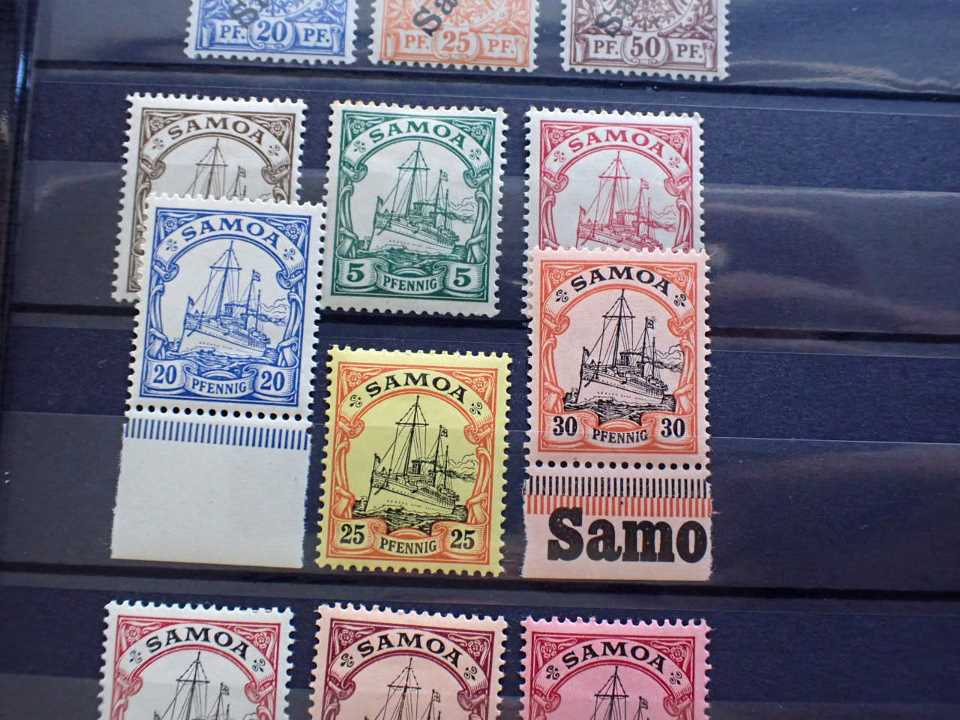 PF. 20 PF.
PF. 25 PF.
PF. 50 PF.
SAMOA
SAMOA
5 PFENNIG 5
SAMOA
SAMOA
20 PFENNIG 20
SAMOA
25 PFENNIG 25
SAMOA
30 PFENNIG 30
Samo
SAMOA
SAMOA
SAMOA